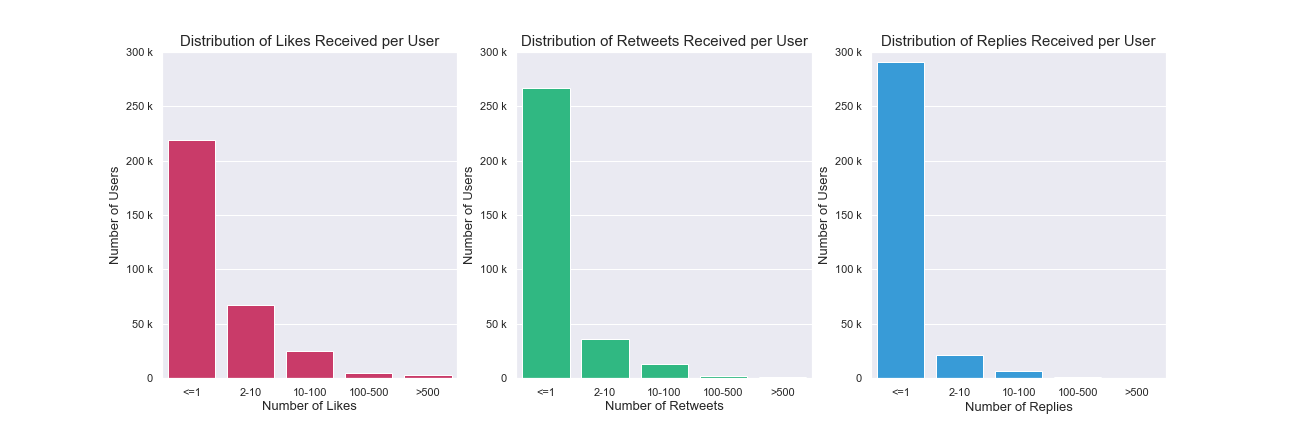 Distribution of Likes Received per User
300 k
250 k
200 k
150 k
100 k
50 k
0
Number of Users
<=1 2-10 10-100 100-500 >500
Number of Likes
Distribution of Retweets Received per User
300 k
250 k
200 k
150 k
100 k
50 k
0
Number of Users
<=1 2-10 10-100 100-500 >500
Number of Retweets
Distribution of Replies Received per User
300 k
250 k
200 k
150 k
100 k
50 k
0
Number of Users
<=1 2-10 10-100 100-500 >500
Number of Replies